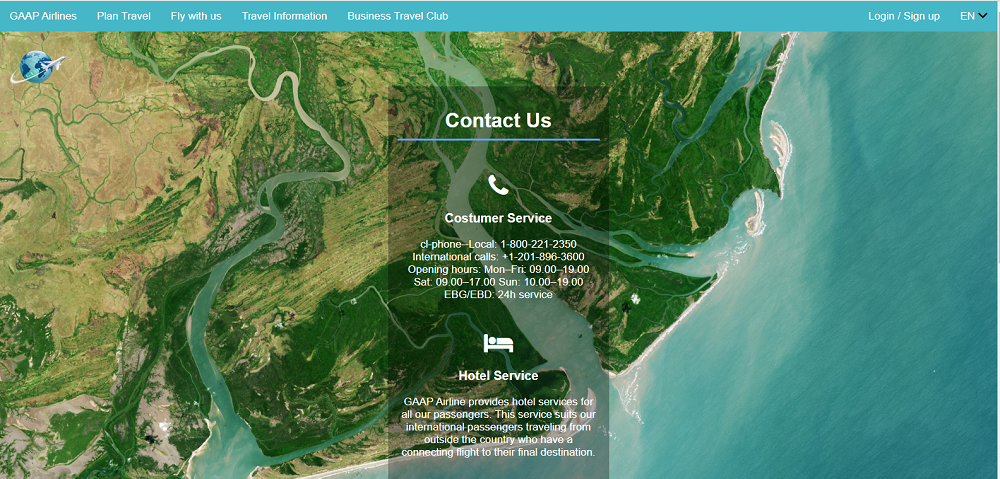 GAAP Airlines Plan Travel Fly with us Travel Information Business Travel Club Login / Sign up EN
Contact Us
Costumer Service
cl-phone--Local: 1-800-221-2350
International calls: +1-201-896-3600
Opening hours: Mon–Fri: 09.00–19.00
Sat: 09.00–17.00 Sun: 10.00–19.00
EBG/EBD: 24h service
Hotel Service
GAAP Airline provides hotel services for
all our passengers. This service suits our
international passengers traveling from
outside the country who have a
connecting flight to their final destination.